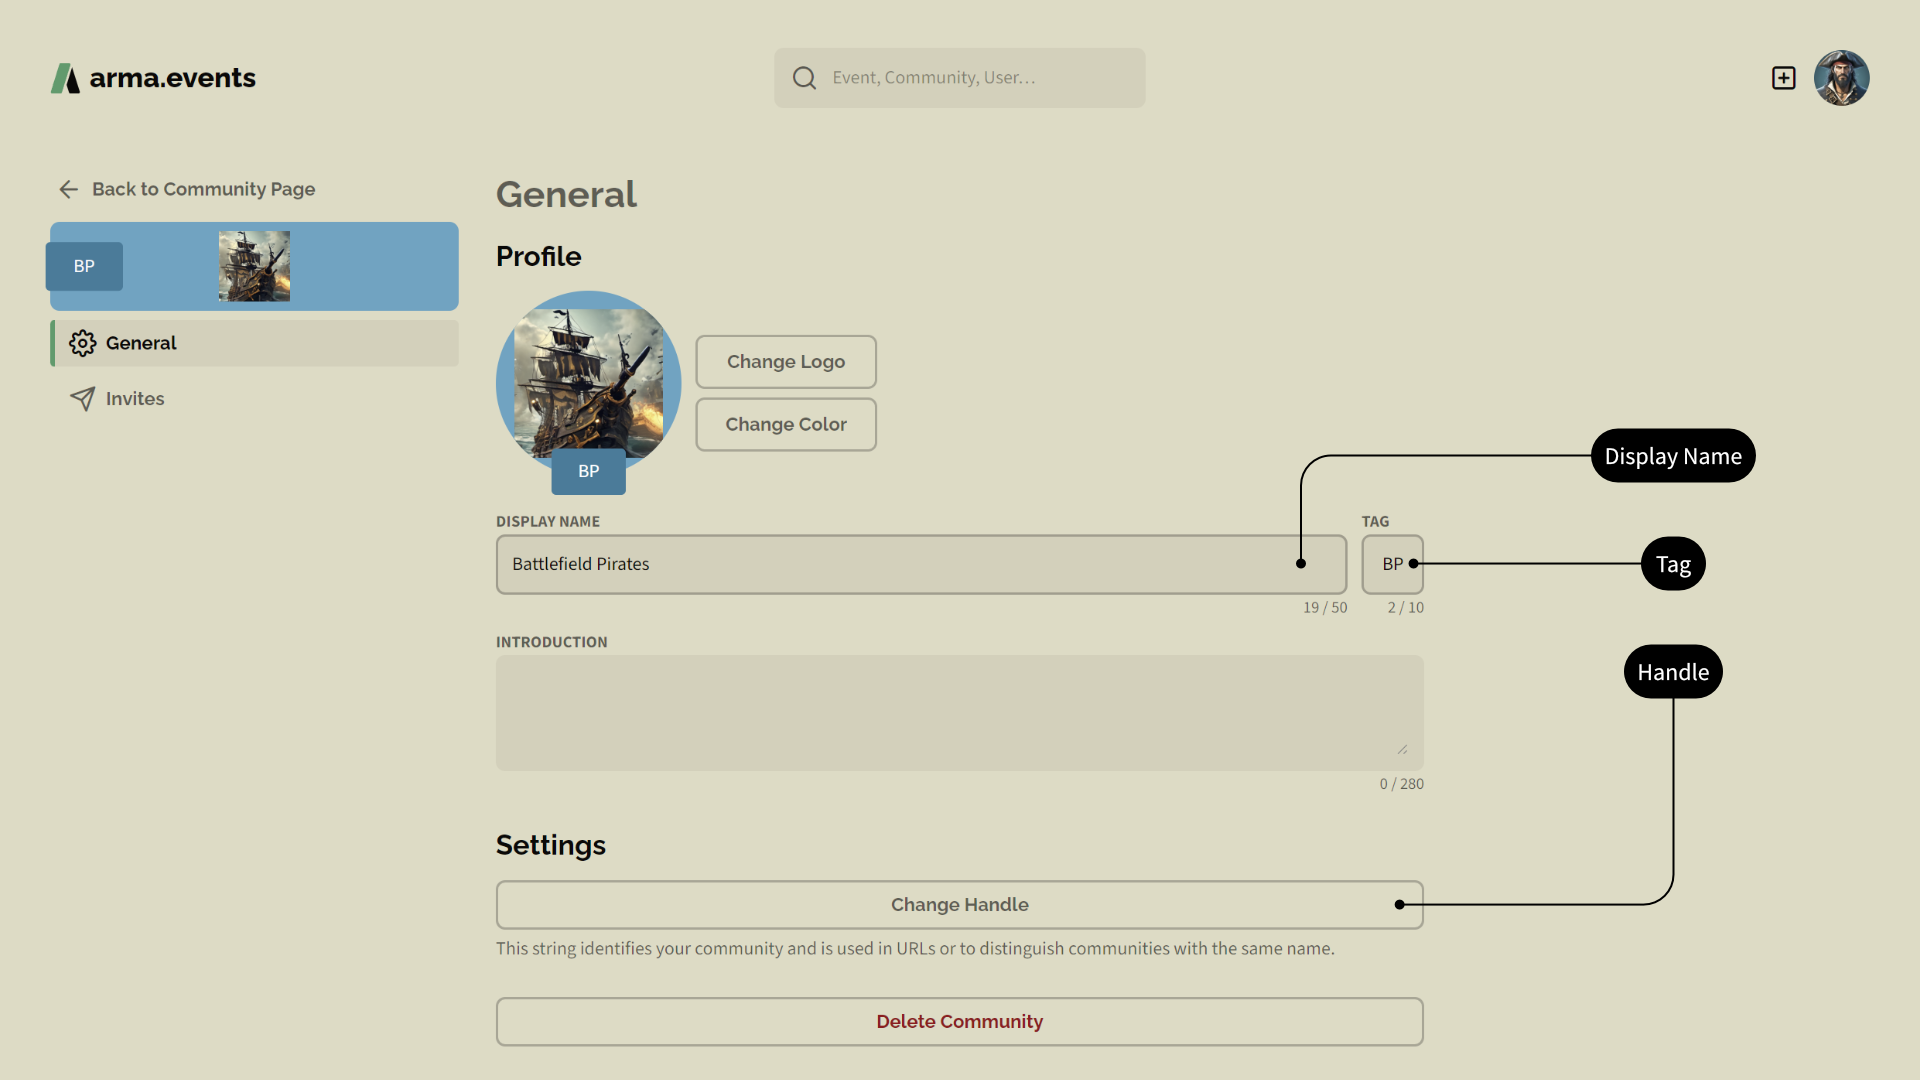 arma.events
Event, Community, User...
Back to Community Page
BP
General
Invites
General
Profile
BP
Change Logo
Change Color
Display Name
DISPLAY NAME
TAG
Battlefield Pirates
BP
Tag
19 / 50
2 / 10
INTRODUCTION
Handle
0 / 280
Settings
Change Handle
This string identifies your community and is used in URLs or to distinguish communities with the same name.
Delete Community